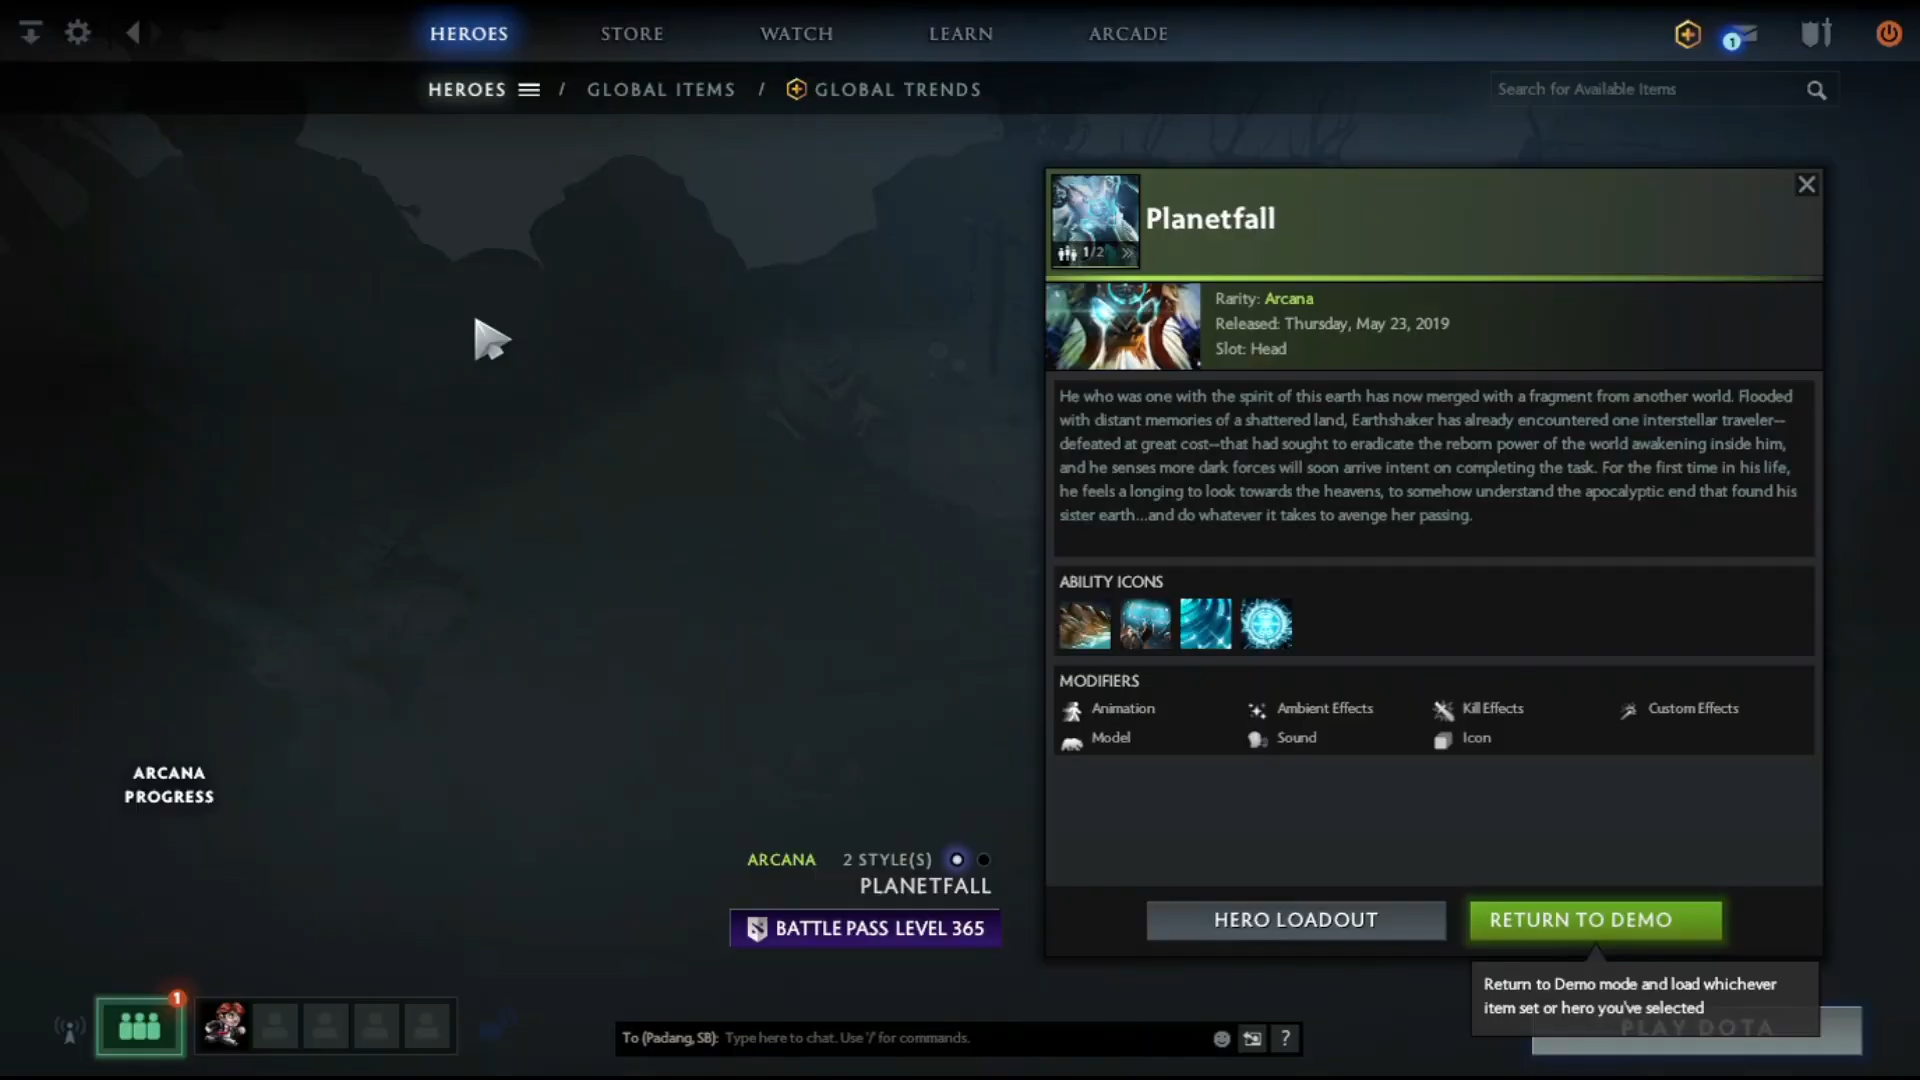 HEROES
STORE
WATCH
LEARN
ARCADE
1
HEROES / GLOBAL ITEMS / GLOBAL TRENDS
Search for Available Items
Planetfall
1/2
Rarity: Arcana
Released: Thursday, May 23, 2019
Slot: Head
He who was one with the spirit of this earth has now merged with a fragment from another world. Flooded
with distant memories of a shattered land, Earthshaker has already encountered one interstellar traveler--
defeated at great cost--that had sought to eradicate the reborn power of the world awakening inside him,
and he senses more dark forces will soon arrive intent on completing the task. For the first time in his life,
he feels a longing to look towards the heavens, to somehow understand the apocalyptic end that found his
sister earth...and do whatever it takes to avenge her passing.
ABILITY ICONS
MODIFIERS
Animation
Ambient Effects
Kill Effects
Custom Effects
Model
Sound
Icon
ARCANA
PROGRESS
ARCANA 2 STYLE(S)
PLANETFALL
BATTLE PASS LEVEL 365
HERO LOADOUT
RETURN TO DEMO
Return to Demo mode and load whichever
item set or hero you've selected
PLAY DOTA
1
To (Padang, SB): Type here to chat. Use '/' for commands.
?